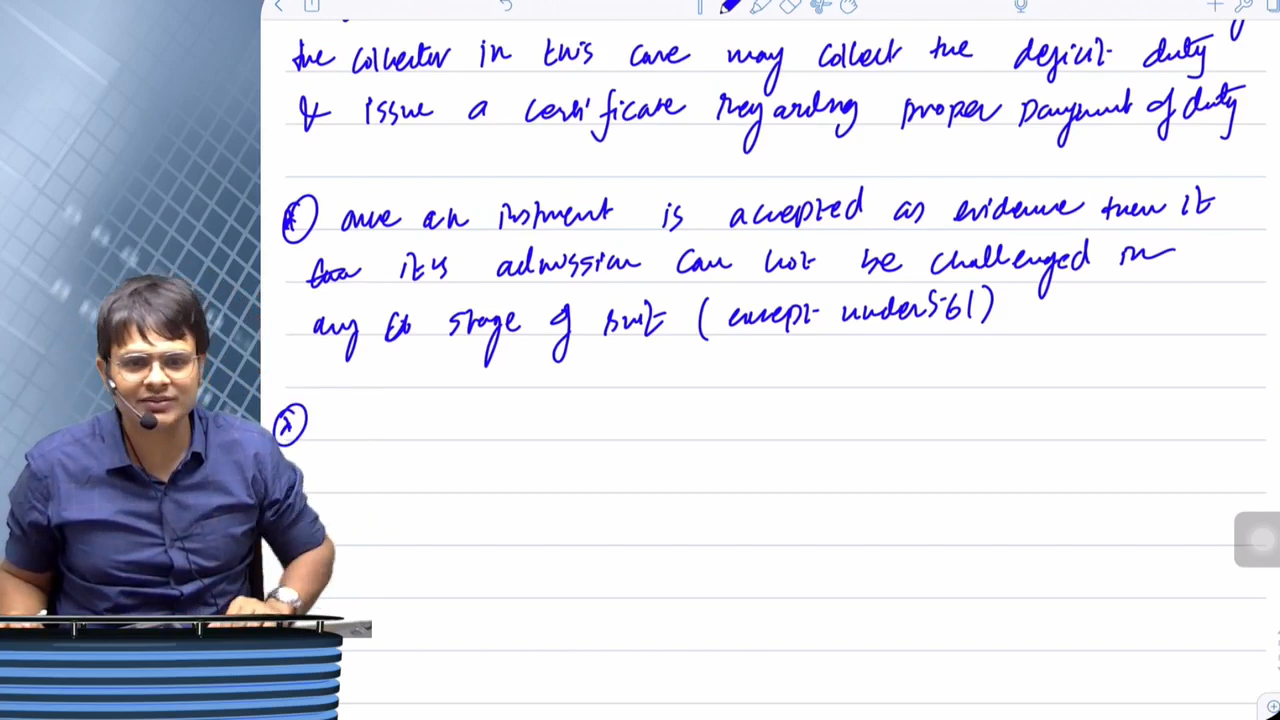 the collector in this case may collect the deficit duty
& issue a certificate regarding proper payment of duty
once an instrument is accepted as evidence then it
it's admission can not be challenged in
any stage of suit (except under S-61)